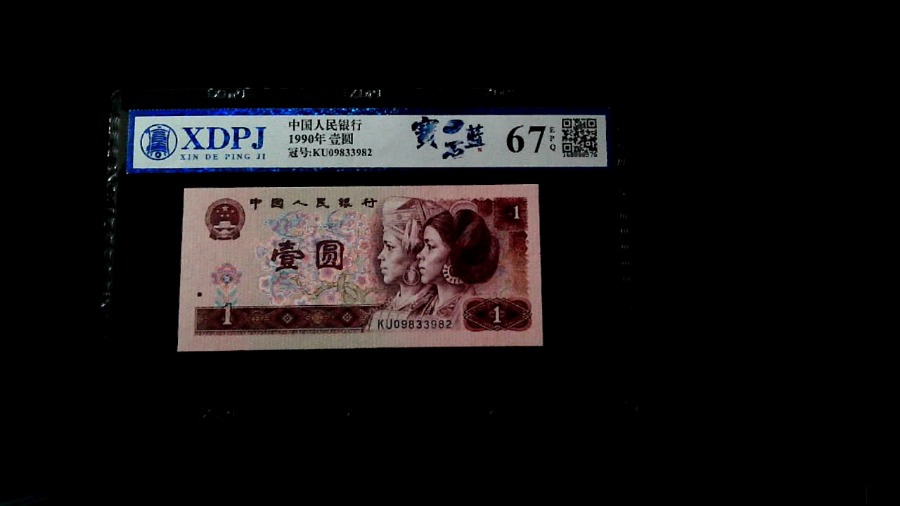 XDPJ
XIN DE PING JI
中国人民银行
1990年 壹圆
冠号:KU09833982
67
EPQ
中国人民银行
1
壹圆
1
KU09833982
1